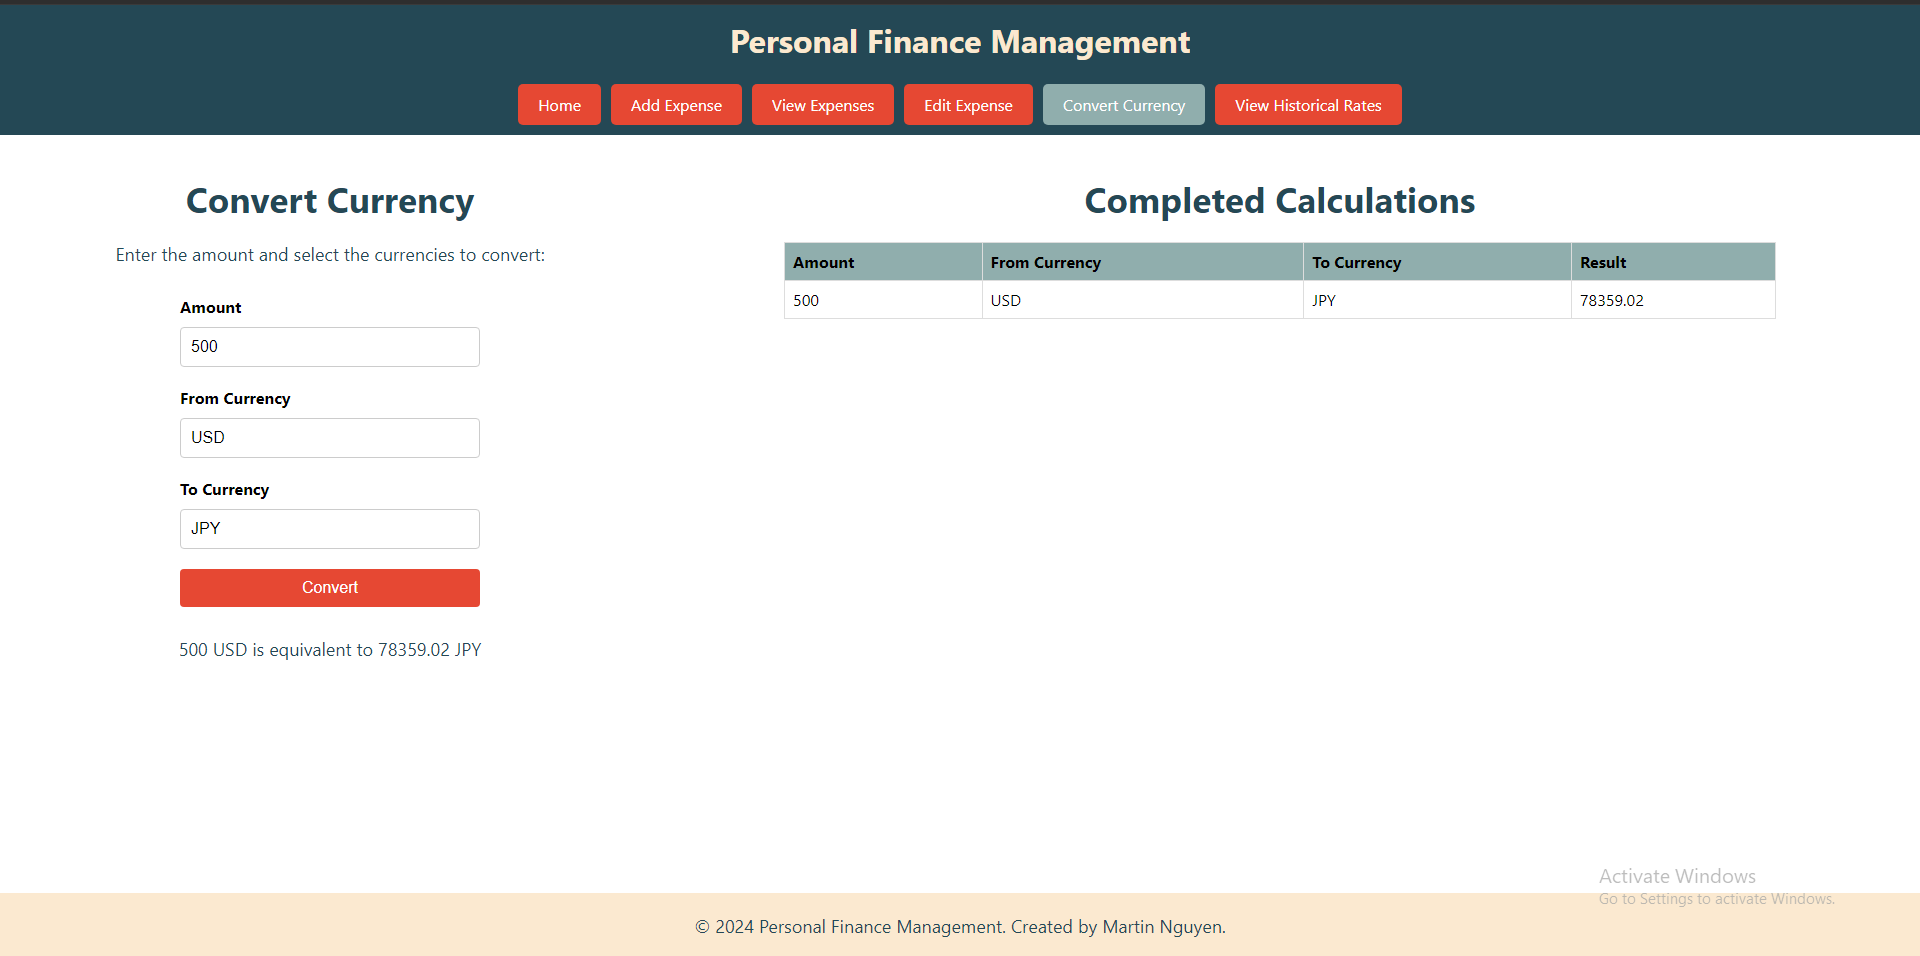 Personal Finance Management
Home Add Expense View Expenses Edit Expense Convert Currency View Historical Rates
Convert Currency
Enter the amount and select the currencies to convert:
Amount
500
From Currency
USD
To Currency
JPY
Convert
500 USD is equivalent to 78359.02 JPY
Completed Calculations
Amount From Currency To Currency Result
500 USD JPY 78359.02
Activate Windows
Go to Settings to activate Windows.
© 2024 Personal Finance Management. Created by Martin Nguyen.